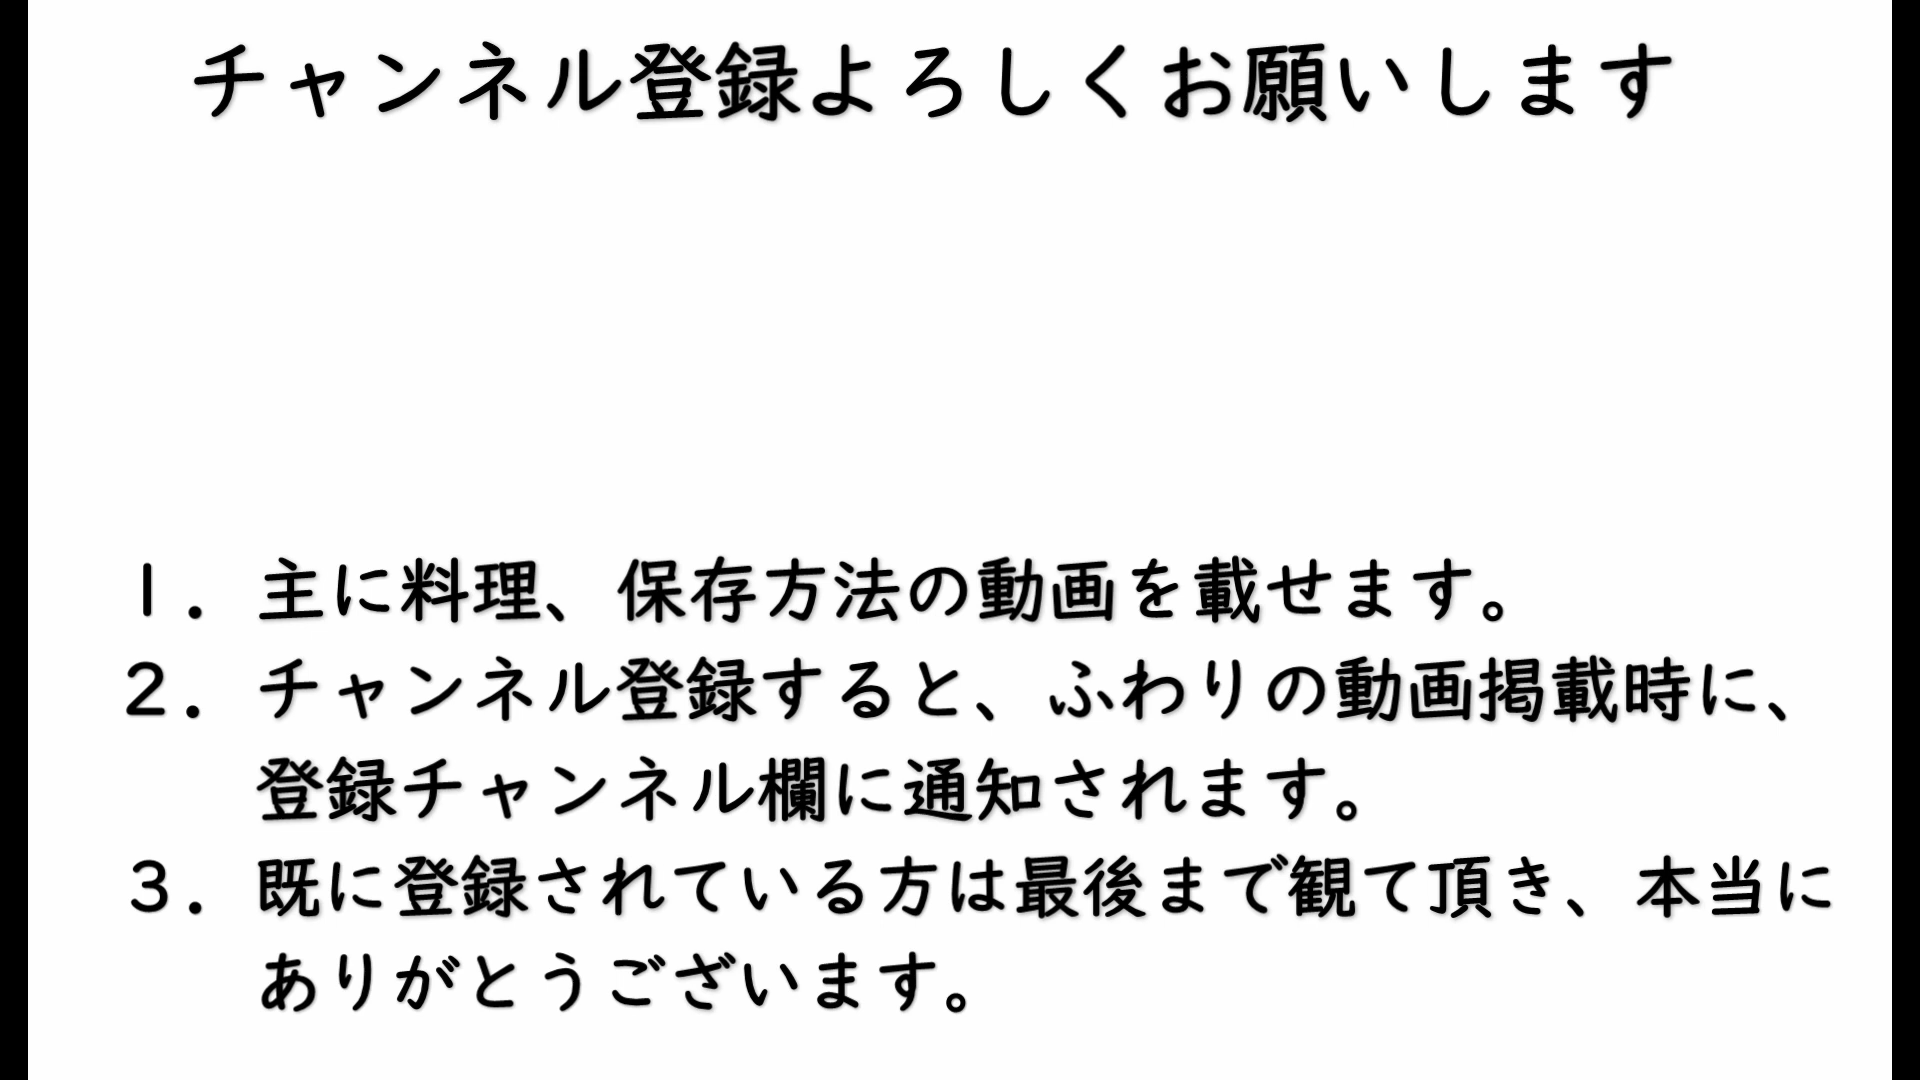 チャンネル登録よろしくお願いします
１．主に料理、保存方法の動画を載せます。
２．チャンネル登録すると、ふわりの動画掲載時に、
登録チャンネル欄に通知されます。
３．既に登録されている方は最後まで観て頂き、本当に
ありがとうございます。